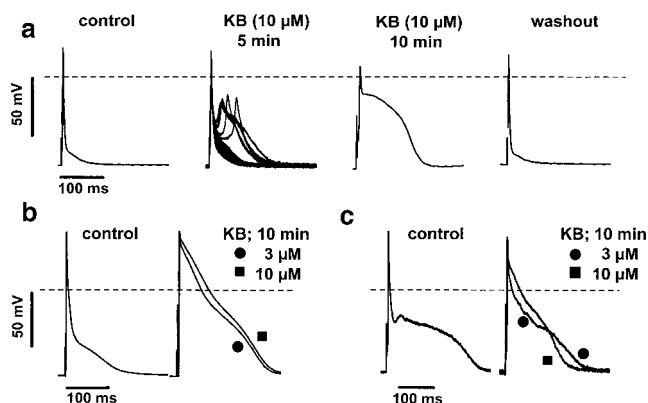 a
control
KB (10 µM)
5 min
KB (10 µM)
10 min
washout
50 mV
100 ms
b
control
KB; 10 min
3 µM
10 µM
50 mV
100 ms
c
control
KB; 10 min
3 µM
10 µM
100 ms